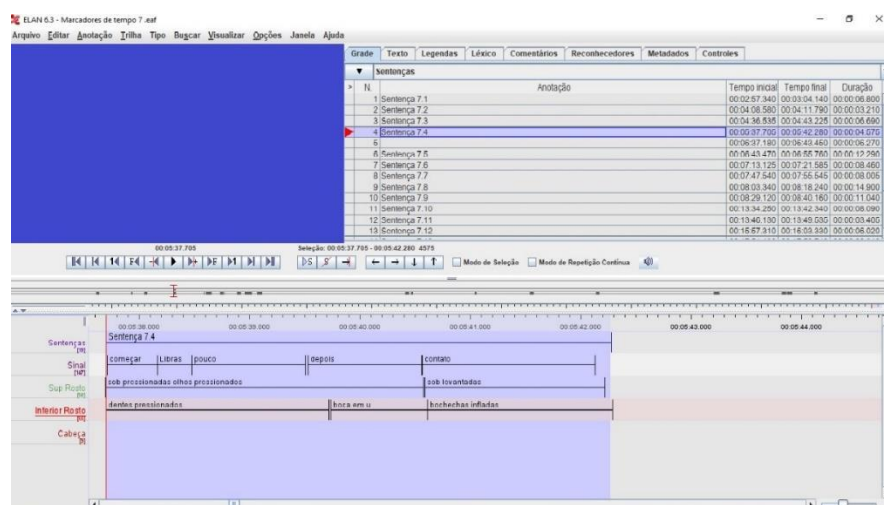 ELAN 6.3 - Marcadores de tempo 7 .eaf
Arquivo Editar Anotação Trilha Tipo Buscar Visualizar Opções Janela Ajuda
Grade Texto Legendas Léxico Comentários Reconhecedores Metadados Controles
Sentenças
> N. Anotação Tempo inicial Tempo final Duração
1 Sentença 7.1 00:02:57.340 00:03:04.140 00:00:06.800
2 Sentença 7.2 00:04:08.580 00:04:11.790 00:00:03.210
3 Sentença 7.3 00:04:36.535 00:04:43.225 00:00:06.690
4 Sentença 7.4 00:05:37.705 00:05:42.280 00:00:04.575
5 00:06:37.190 00:06:43.460 00:00:06.270
6 Sentença 7.5 00:06:43.470 00:06:55.760 00:00:12.290
7 Sentença 7.6 00:07:13.125 00:07:21.585 00:00:08.460
8 Sentença 7.7 00:07:47.540 00:07:55.545 00:00:08.005
9 Sentença 7.8 00:08:03.340 00:08:18.240 00:00:14.900
10 Sentença 7.9 00:08:29.120 00:08:40.160 00:00:11.040
11 Sentença 7.10 00:13:34.250 00:13:42.340 00:00:08.090
12 Sentença 7.11
13 Sentença 7.12 00:15:57.310 00:16:03.330 00:00:06.020
00:05:37.705 Seleção: 00:05:37.705 - 00:05:42.280 4575
Modo de Seleção Modo de Repetição Contínua
00:05:38.000 00:05:39.000 00:05:40.000 00:05:41.000 00:05:42.000 00:05:43.000 00:05:44.000
Sentenças Sentença 7.4
Sinal começar Libras pouco depois contato
Sup Rosto sob pressionadas olhos pressionados sob levantadas
Inferior Rosto dentes pressionados boca em u bochechas infladas
Cabeça